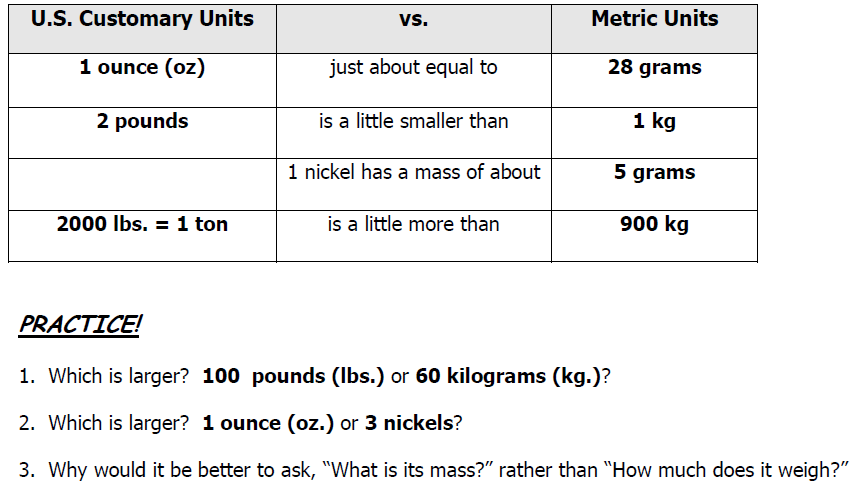 U.S. Customary Units vs. Metric Units
1 ounce (oz) just about equal to 28 grams
2 pounds is a little smaller than 1 kg
1 nickel has a mass of about 5 grams
2000 lbs. = 1 ton is a little more than 900 kg
PRACTICE!
1. Which is larger? 100 pounds (lbs.) or 60 kilograms (kg.)?
2. Which is larger? 1 ounce (oz.) or 3 nickels?
3. Why would it be better to ask, “What is its mass?” rather than “How much does it weigh?”